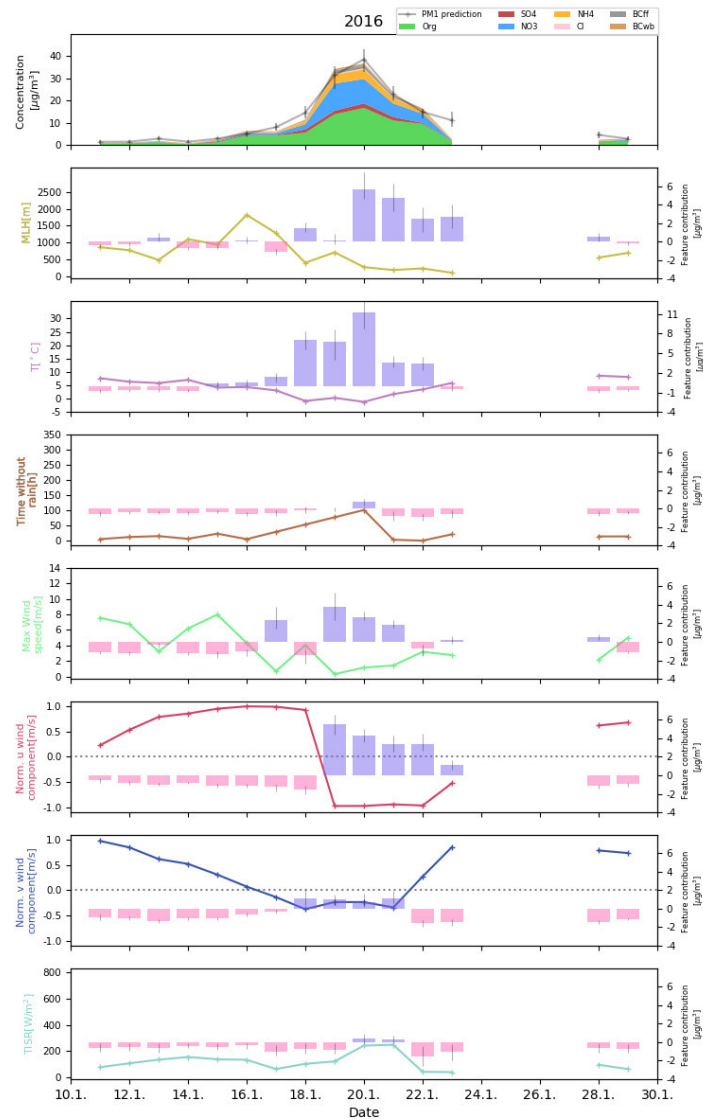 2016
PM1 prediction
Org
SO4
NO3
NH4
Cl
BCff
BCwb
Concentration
[µg/m³]
40
30
20
10
0
MLH[m]
2500
2000
1500
1000
500
0
6
4
2
0
−2
−4
Feature contribution
[µg/m³]
T[°C]
30
25
20
15
10
5
0
-5
11
8
5
2
−1
−4
Feature contribution
[µg/m³]
Time without
rain[h]
350
300
250
200
150
100
50
0
6
4
2
0
−2
−4
Feature contribution
[µg/m³]
Max Wind
speed[m/s]
14
12
10
8
6
4
2
0
6
4
2
0
−2
−4
Feature contribution
[µg/m³]
Norm. u wind
component[m/s]
1.0
0.5
0.0
-0.5
-1.0
6
4
2
0
−2
−4
Feature contribution
[µg/m³]
Norm. v wind
component[m/s]
1.0
0.5
0.0
-0.5
-1.0
6
4
2
0
−2
−4
Feature contribution
[µg/m³]
TISR[W/m²]
800
600
400
200
0
6
4
2
0
−2
−4
Feature contribution
[µg/m³]
10.1. 12.1. 14.1. 16.1. 18.1. 20.1. 22.1. 24.1. 26.1. 28.1. 30.1.
Date